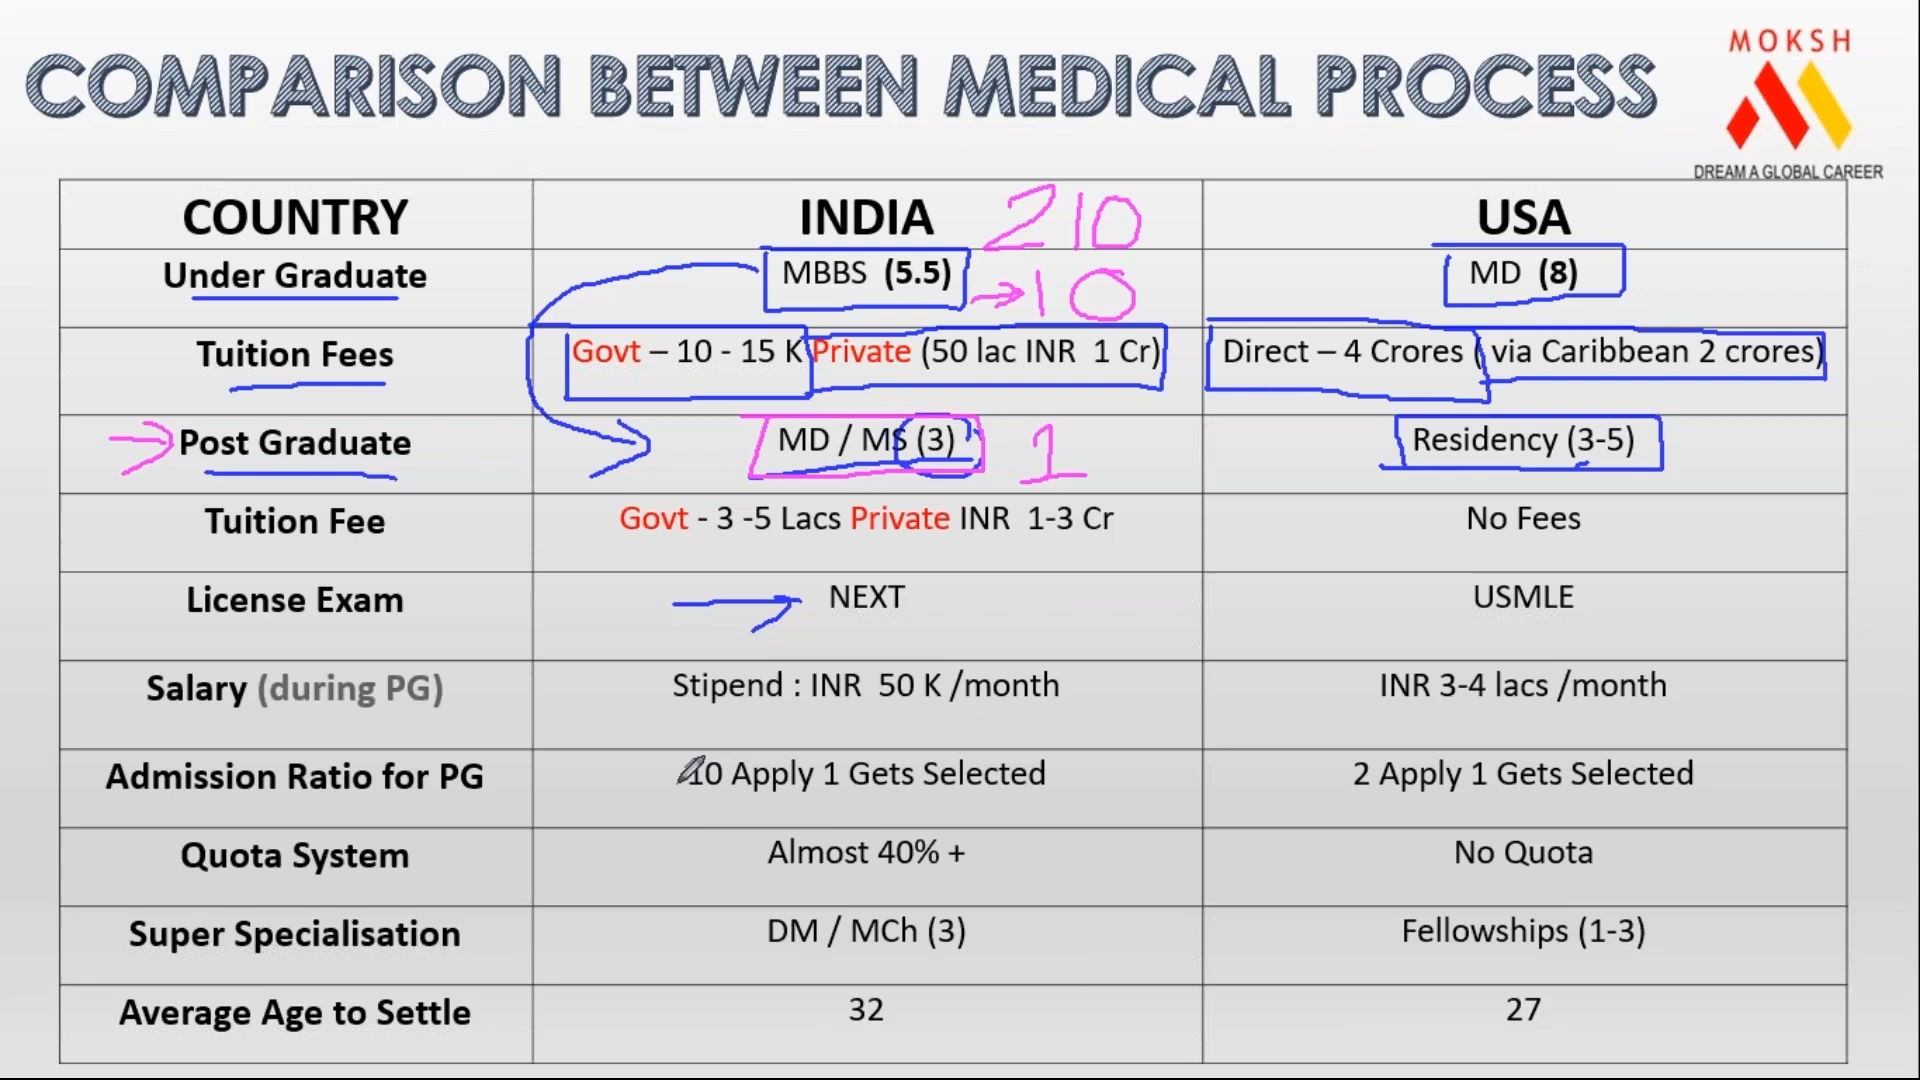 MOKSH
COMPARISON BETWEEN MEDICAL PROCESS
DREAM A GLOBAL CAREER
COUNTRY INDIA 210 USA
Under Graduate MBBS (5.5) → 10 MD (8)
Tuition Fees Govt – 10 - 15 K Private (50 lac INR 1 Cr) Direct – 4 Crores ( via Caribbean 2 crores)
Post Graduate MD / MS (3) 1 Residency (3-5)
Tuition Fee Govt - 3 -5 Lacs Private INR 1-3 Cr No Fees
License Exam NEXT USMLE
Salary (during PG) Stipend : INR 50 K /month INR 3-4 lacs /month
Admission Ratio for PG 10 Apply 1 Gets Selected 2 Apply 1 Gets Selected
Quota System Almost 40% + No Quota
Super Specialisation DM / MCh (3) Fellowships (1-3)
Average Age to Settle 32 27